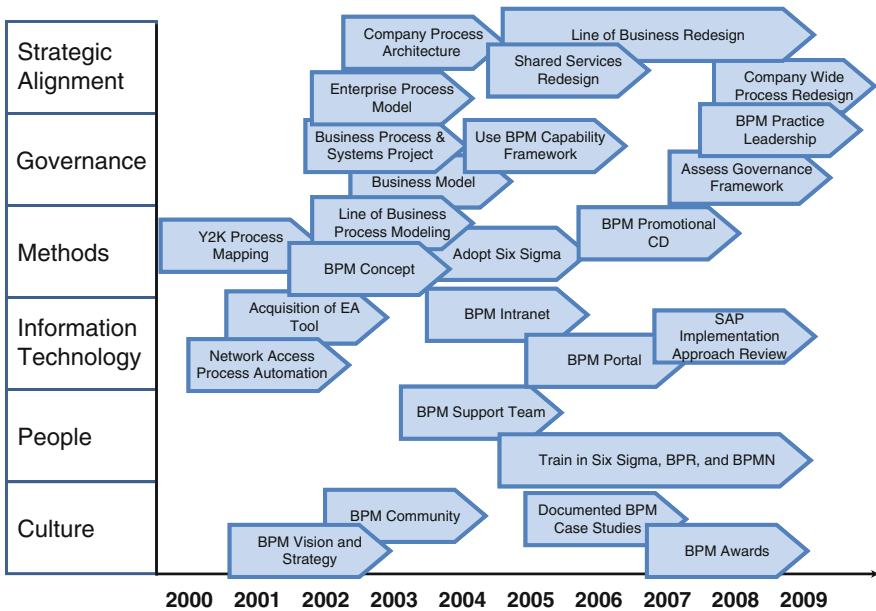 Strategic
Alignment
Company Process
Architecture
Line of Business Redesign
Shared Services
Redesign
Company Wide
Process Redesign
Enterprise Process
Model
Governance
Business Process &
Systems Project
Use BPM Capability
Framework
BPM Practice
Leadership
Business Model
Assess Governance
Framework
Methods
Y2K Process
Mapping
Line of Business
Process Modeling
BPM Concept
Adopt Six Sigma
BPM Promotional
CD
Information
Technology
Acquisition of EA
Tool
Network Access
Process Automation
BPM Intranet
BPM Portal
SAP
Implementation
Approach Review
People
BPM Support Team
Train in Six Sigma, BPR, and BPMN
Culture
BPM Community
BPM Vision and
Strategy
Documented BPM
Case Studies
BPM Awards
2000 2001 2002 2003 2004 2005 2006 2007 2008 2009